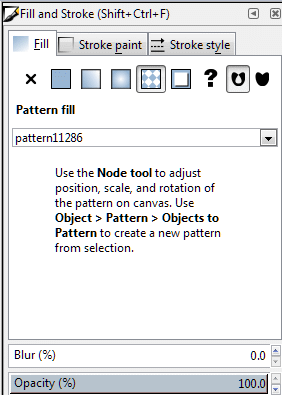 Fill and Stroke (Shift+Ctrl+F)
Fill Stroke paint Stroke style
Pattern fill
pattern11286
Use the Node tool to adjust
position, scale, and rotation of
the pattern on canvas. Use
Object > Pattern > Objects to
Pattern to create a new pattern
from selection.
Blur (%) 0.0
Opacity (%) 100.0